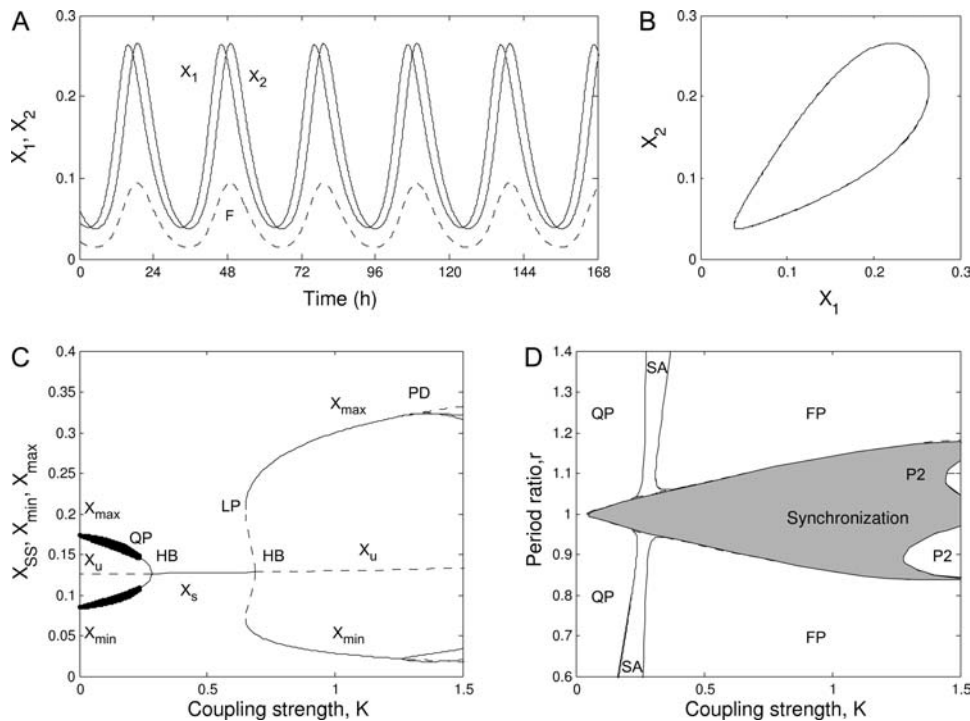 A
0.3
0.2
0.1
0
X1, X2
X1
X2
F
0
24
48
72
96
120
144
168
Time (h)
B
0.3
0.2
0.1
0
X2
0
0.1
0.2
0.3
X1
C
0.4
0.35
0.3
0.25
0.2
0.15
0.1
0.05
0
XSS, Xmin, Xmax
PD
Xmax
LP
Xmax
QP
Xu
HB
HB
Xu
Xs
Xmin
Xmin
0
0.5
1
1.5
Coupling strength, K
D
1.4
1.3
1.2
1.1
1
0.9
0.8
0.7
0.6
Period ratio,r
SA
QP
FP
P2
Synchronization
P2
QP
FP
SA
0
0.5
1
1.5
Coupling strength, K